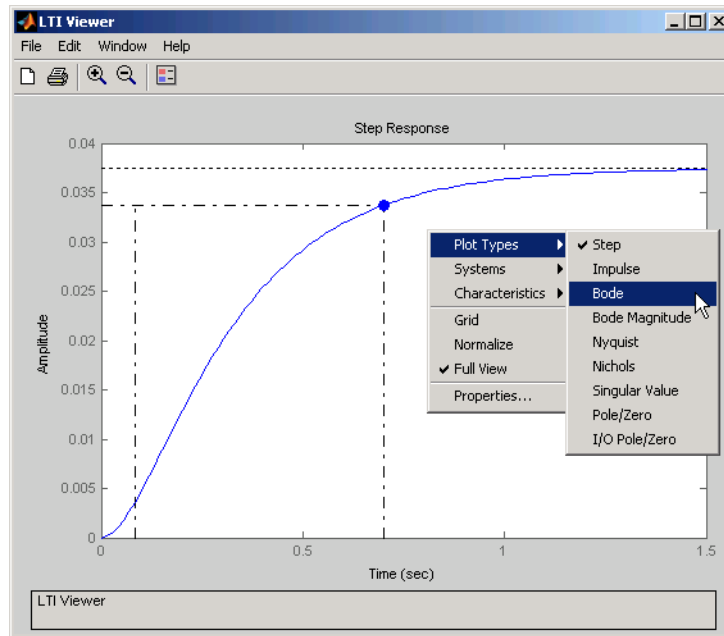 LTI Viewer
File Edit Window Help
Step Response
0.04
0.035
0.03
0.025
0.02
0.015
0.01
0.005
0
Amplitude
0 0.5 1 1.5
Time (sec)
Plot Types
Systems
Characteristics
Grid
Normalize
Full View
Properties...
Step
Impulse
Bode
Bode Magnitude
Nyquist
Nichols
Singular Value
Pole/Zero
I/O Pole/Zero
LTI Viewer